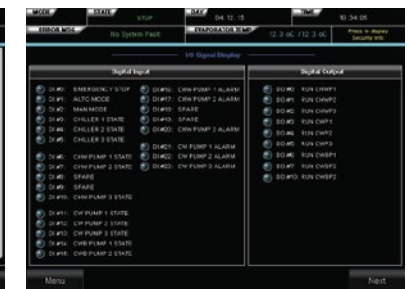 MODE STATE DAY TIME
STOP 04. 12. 15 10:34:01
ERROR MSG No System Fault EVAPORATOR TEMP 12.3 oC /12.3 oC Press to display
Security Info
I/O Signal Display
Digital Input
Digital Output
DI #0: EMERGENCY STOP
DI #1: AUTO MODE
DI #2: MAN MODE
DI #3: CHILLER 1 STATE
DI #4: CHILLER 2 STATE
DI #5: CHILLER 3 STATE
DI #6: CHW PUMP 1 STATE
DI #7: CHW PUMP 2 STATE
DI #8: SPARE
DI #9: SPARE
DI #10: CHW PUMP 3 STATE
DI #11: CW PUMP 1 STATE
DI #12: CW PUMP 2 STATE
DI #13: CW PUMP 3 STATE
DI #14: CWB PUMP 1 STATE
DI #15: CWB PUMP 2 STATE
DI #16: CHW PUMP 1 ALARM
DI #17: CHW PUMP 2 ALARM
DI #18: SPARE
DI #19: SPARE
DI #20: CHW PUMP 3 ALARM
DI #21: CW PUMP 1 ALARM
DI #22: CW PUMP 2 ALARM
DI #23: CW PUMP 3 ALARM
DO #0: RUN CHWP1
DO #1: RUN CHWP2
DO #2: RUN CHWP3
DO #3: RUN CWP1
DO #4: RUN CWP2
DO #5: RUN CWP3
DO #6: RUN CWBP1
DO #7: RUN CWBP2
DO #10: RUN CHWP3
Menu
Next